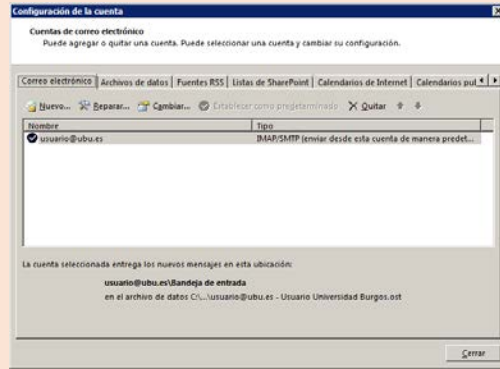 Configuración de la cuenta
Cuentas de correo electrónico
Puede agregar o quitar una cuenta. Puede seleccionar una cuenta y cambiar su configuración.
Correo electrónico Archivos de datos Fuentes RSS Listas de SharePoint Calendarios de Internet Calendarios pul
Nuevo... Reparar... Cambiar... Establecer como predeterminado Quitar
Nombre Tipo
usuario@ubu.es IMAP/SMTP (enviar desde esta cuenta de manera predet...
La cuenta seleccionada entrega los nuevos mensajes en esta ubicación:
usuario@ubu.es\Bandeja de entrada
en el archivo de datos C:\...\usuario@ubu.es - Usuario Universidad Burgos.ost
Cerrar